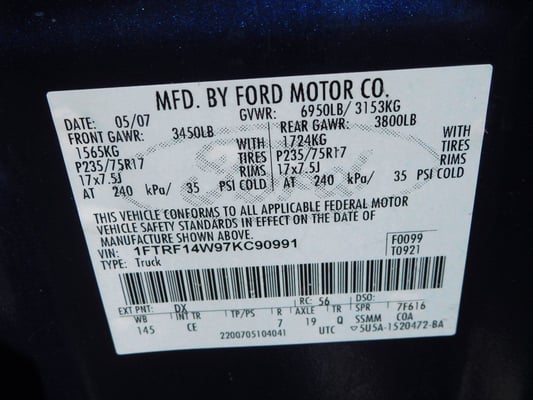 MFD. BY FORD MOTOR CO.
DATE: 05/07 GVWR: 6950LB/ 3153KG
FRONT GAWR: 3450LB REAR GAWR: 3800LB
1565KG WITH 1724KG WITH
P235/75R17 TIRES P235/75R17 TIRES
17x7.5J RIMS 17x7.5J RIMS
AT 240 kPa/ 35 PSI COLD AT 240 kPa/ 35 PSI COLD
THIS VEHICLE CONFORMS TO ALL APPLICABLE FEDERAL MOTOR
VEHICLE SAFETY STANDARDS IN EFFECT ON THE DATE OF
MANUFACTURE SHOWN ABOVE.
VIN: 1FTRF14W97KC90991 F0099
TYPE: Truck T0921
EXT PNT: DX RC: 56 DSO:
WB INT TR TP/PS R AXLE TR SPR 7F616
145 CE 7 19 Q SSMM COA
2200705104041 UTC 5U5A-1520472-BA
Ford